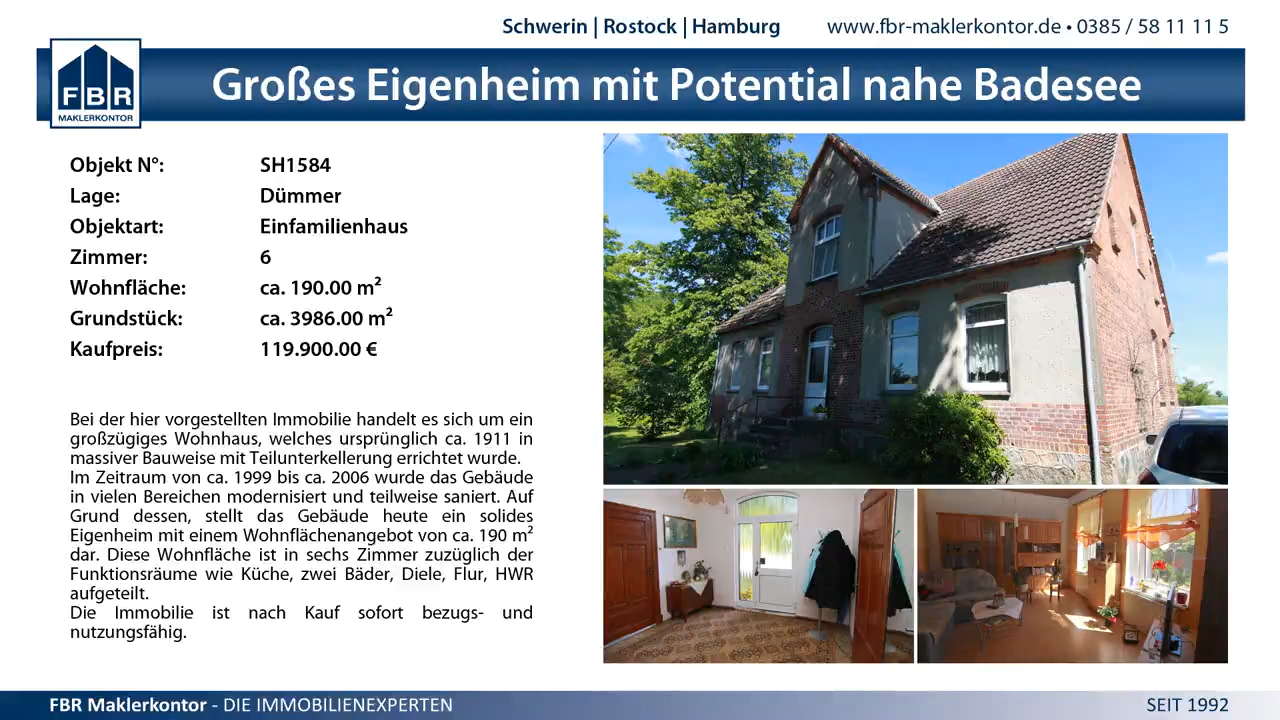 Schwerin | Rostock | Hamburg www.fbr-maklerkontor.de • 0385 / 58 11 11 5
FBR
MAKLERKONTOR
Großes Eigenheim mit Potential nahe Badesee
Objekt N°: SH1584
Lage: Dümmer
Objektart: Einfamilienhaus
Zimmer: 6
Wohnfläche: ca. 190.00 m²
Grundstück: ca. 3986.00 m²
Kaufpreis: 119.900.00 €
Bei der hier vorgestellten Immobilie handelt es sich um ein
großzügiges Wohnhaus, welches ursprünglich ca. 1911 in
massiver Bauweise mit Teilunterkellerung errichtet wurde.
Im Zeitraum von ca. 1999 bis ca. 2006 wurde das Gebäude
in vielen Bereichen modernisiert und teilweise saniert. Auf
Grund dessen, stellt das Gebäude heute ein solides
Eigenheim mit einem Wohnflächenangebot von ca. 190 m²
dar. Diese Wohnfläche ist in sechs Zimmer zuzüglich der
Funktionsräume wie Küche, zwei Bäder, Diele, Flur, HWR
aufgeteilt.
Die Immobilie ist nach Kauf sofort bezugs- und
nutzungsfähig.
FBR Maklerkontor - DIE IMMOBILIENEXPERTEN SEIT 1992